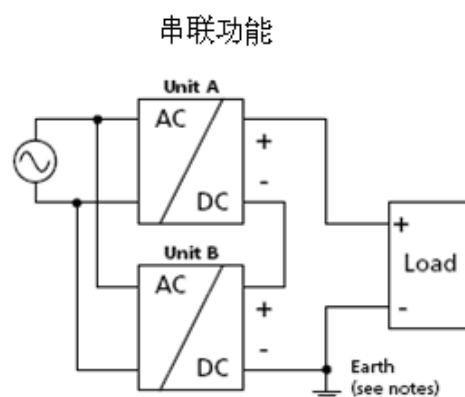 串联功能
Unit A
AC
+
-
DC
+
Load
-
Unit B
AC
+
-
DC
Earth
(see notes)